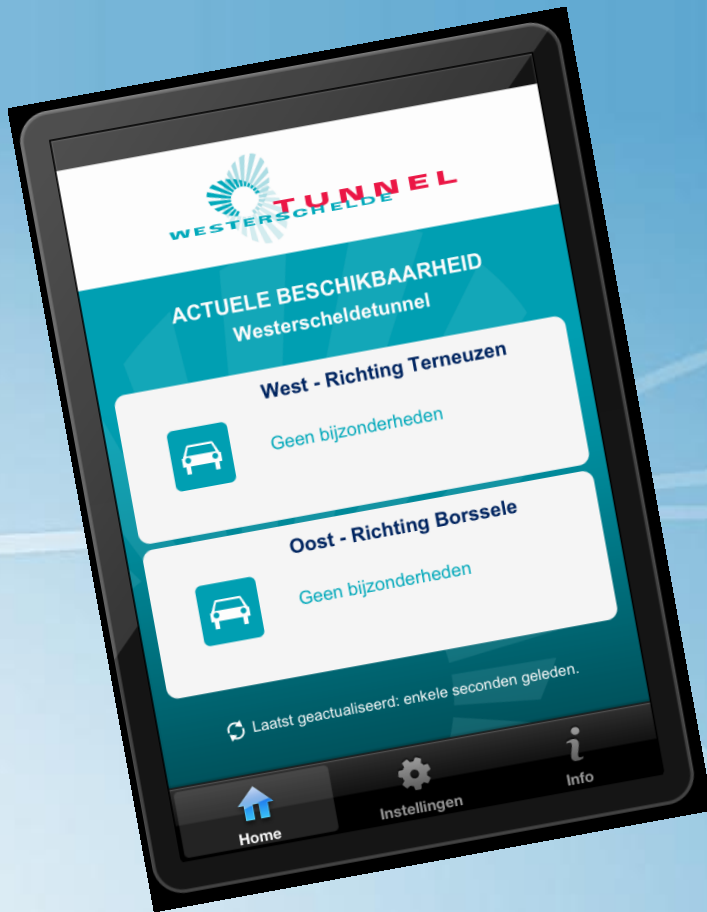 TUNNEL
WESTERSCHELDE
ACTUELE BESCHIKBAARHEID
Westerscheldetunnel
West - Richting Terneuzen
Geen bijzonderheden
Oost - Richting Borssele
Geen bijzonderheden
Laatst geactualiseerd: enkele seconden geleden.
Home
Instellingen
Info